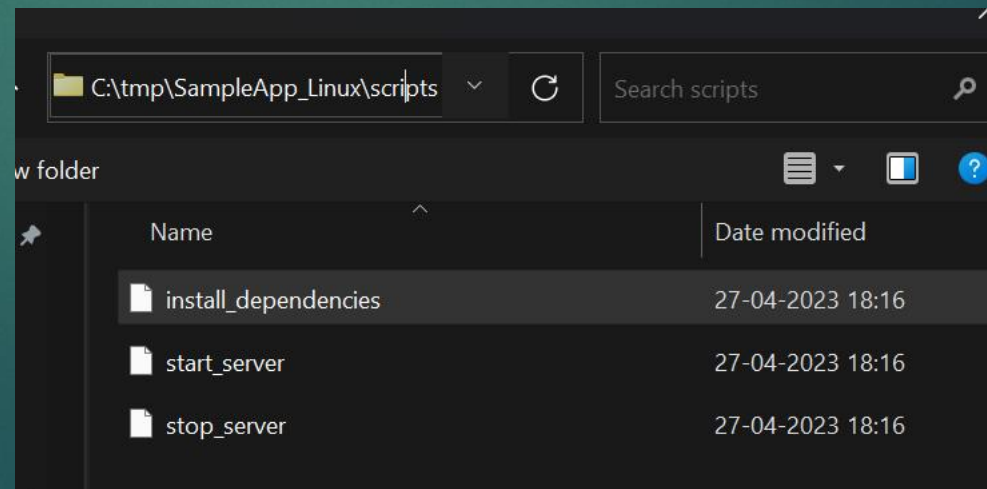 C:\tmp\SampleApp_Linux\scripts
Search scripts
w folder
?
Name
Date modified
install_dependencies
27-04-2023 18:16
start_server
27-04-2023 18:16
stop_server
27-04-2023 18:16